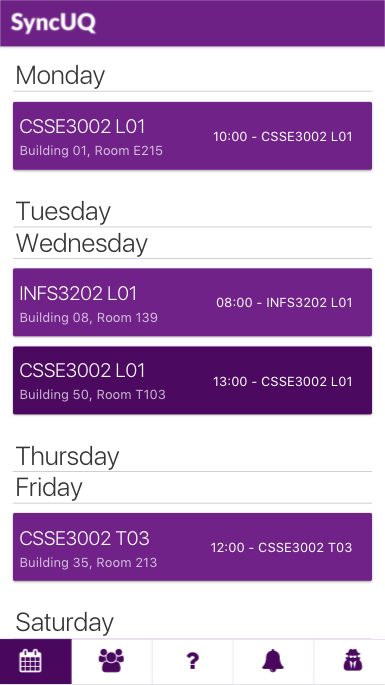 SyncUQ
Monday
CSSE3002 L01
10:00 - CSSE3002 L01
Building 01, Room E215
Tuesday
Wednesday
INFS3202 L01
08:00 - INFS3202 L01
Building 08, Room 139
CSSE3002 L01
13:00 - CSSE3002 L01
Building 50, Room T103
Thursday
Friday
CSSE3002 T03
12:00 - CSSE3002 T03
Building 35, Room 213
Saturday
?